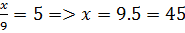 x/9 = 5 => x = 9.5 = 45